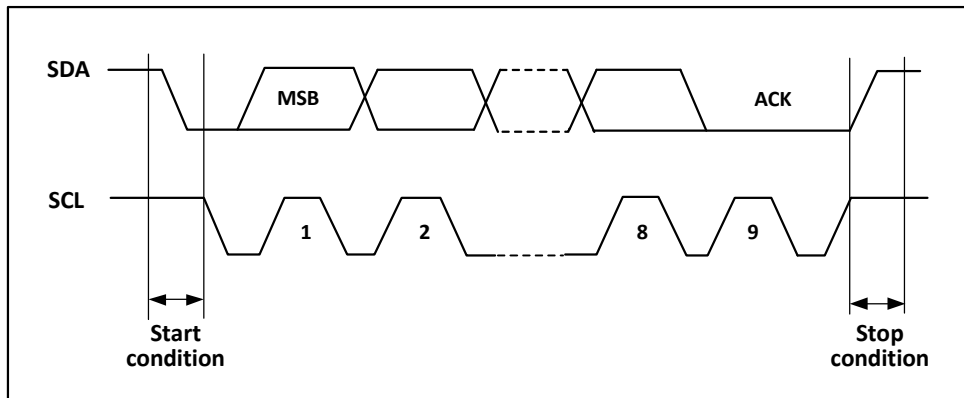 SDA
MSB
ACK
SCL
1
2
8
9
Start
condition
Stop
condition